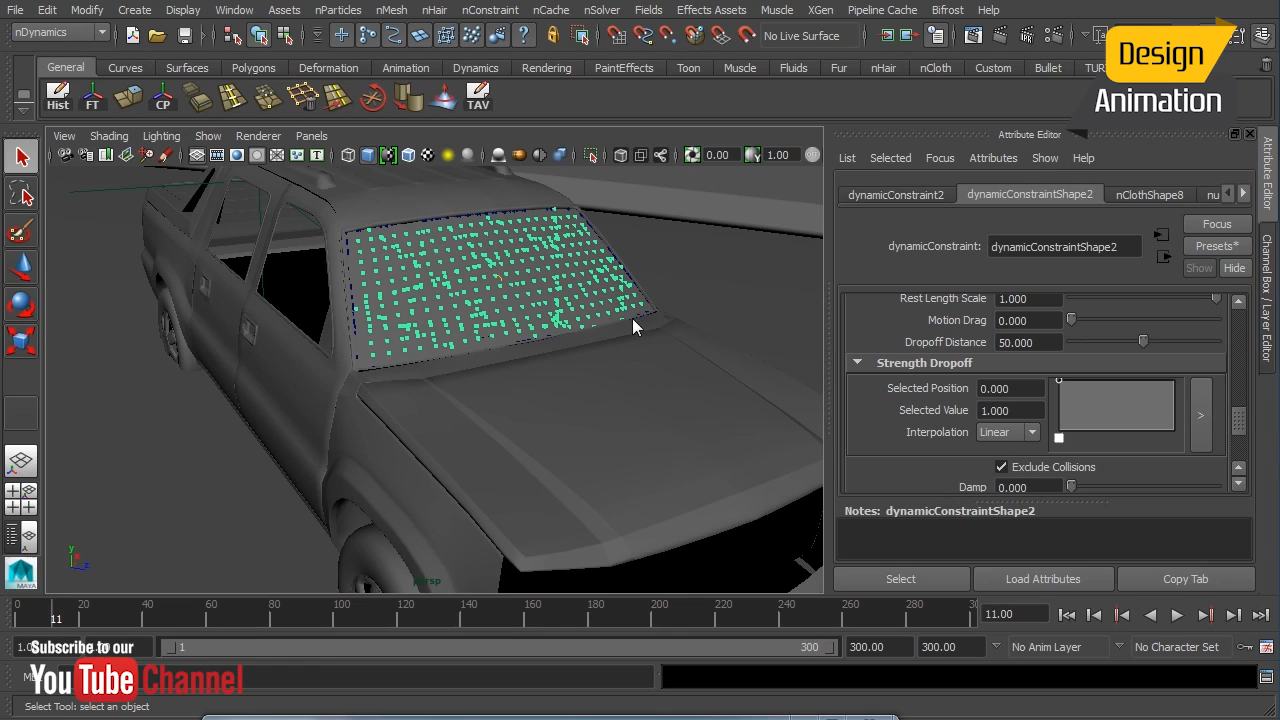 File Edit Modify Create Display Window Assets nParticles nMesh nHair nConstraint nCache nSolver Fields Effects Assets Muscle XGen Pipeline Cache Bifrost Help
nDynamics No Live Surface
General Curves Surfaces Polygons Deformation Animation Dynamics Rendering PaintEffects Toon Muscle Fluids Fur nHair nCloth Custom Bullet TUR
Hist FT CP TAV
Design
Animation
View Shading Lighting Show Renderer Panels
0.00 1.00
Attribute Editor
List Selected Focus Attributes Show Help
dynamicConstraint2 dynamicConstraintShape2 nClothShape8 nu
Focus
dynamicConstraint: dynamicConstraintShape2 Presets*
Show Hide
Rest Length Scale 1.000
Motion Drag 0.000
Dropoff Distance 50.000
Strength Dropoff
Selected Position 0.000
Selected Value 1.000
>
Interpolation Linear
Exclude Collisions
Damp 0.000
Notes: dynamicConstraintShape2
Select Load Attributes Copy Tab
Attribute Editor
Channel Box / Layer Editor
y
z
persp
MAYA
0 20 40 60 80 100 120 140 160 180 200 220 240 260 280 30
11 11.00
1 300 300.00 300.00 No Anim Layer No Character Set
Subscribe to our
YouTube Channel
Select Tool: select an object